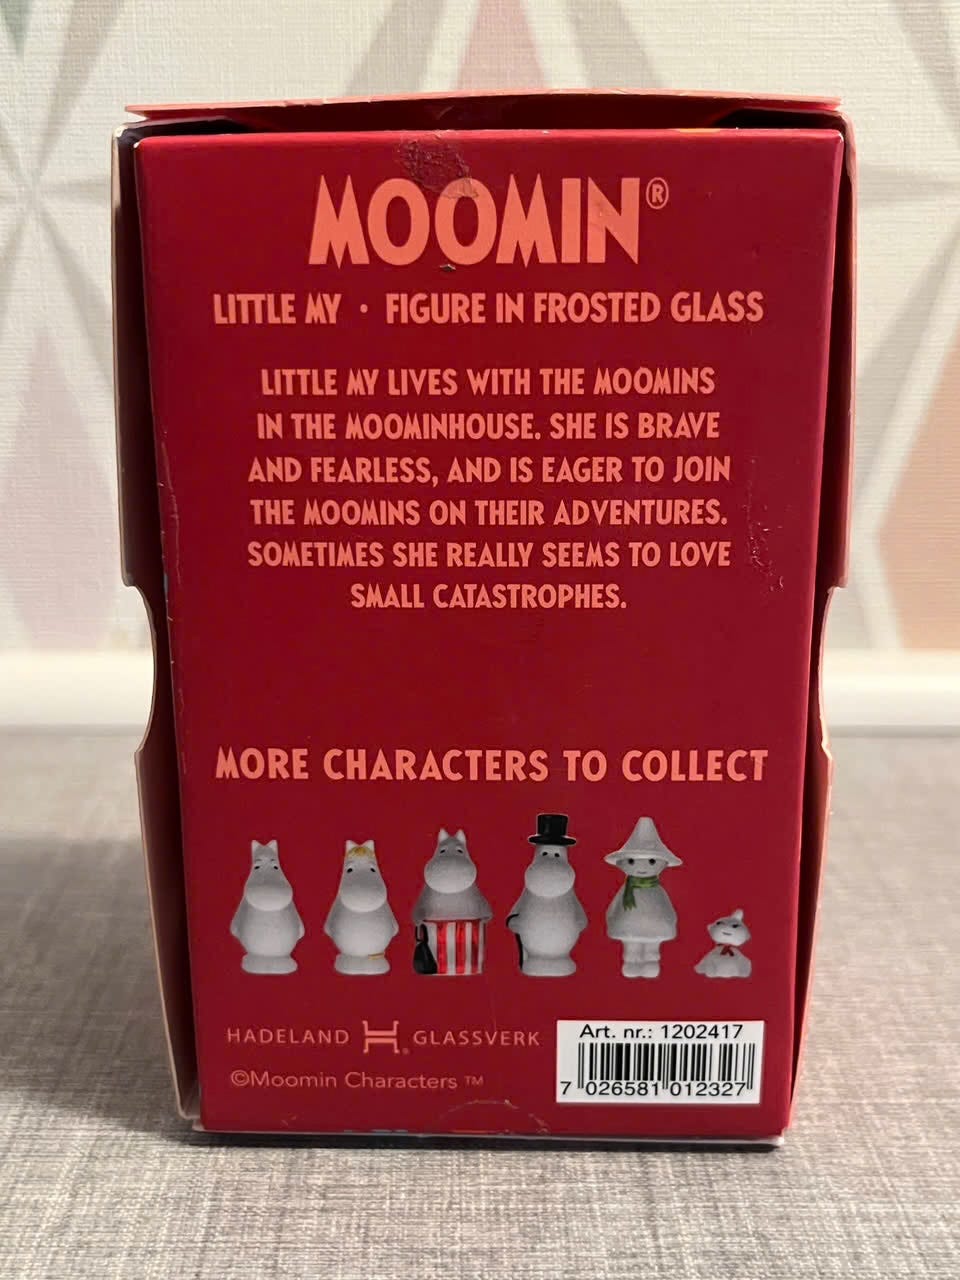 MOOMIN®
LITTLE MY · FIGURE IN FROSTED GLASS
LITTLE MY LIVES WITH THE MOOMINS
IN THE MOOMINHOUSE. SHE IS BRAVE
AND FEARLESS, AND IS EAGER TO JOIN
THE MOOMINS ON THEIR ADVENTURES.
SOMETIMES SHE REALLY SEEMS TO LOVE
SMALL CATASTROPHES.
MORE CHARACTERS TO COLLECT
HADELAND H® GLASSVERK
©Moomin Characters ™
Art. nr.: 1202417
7 026581 012327